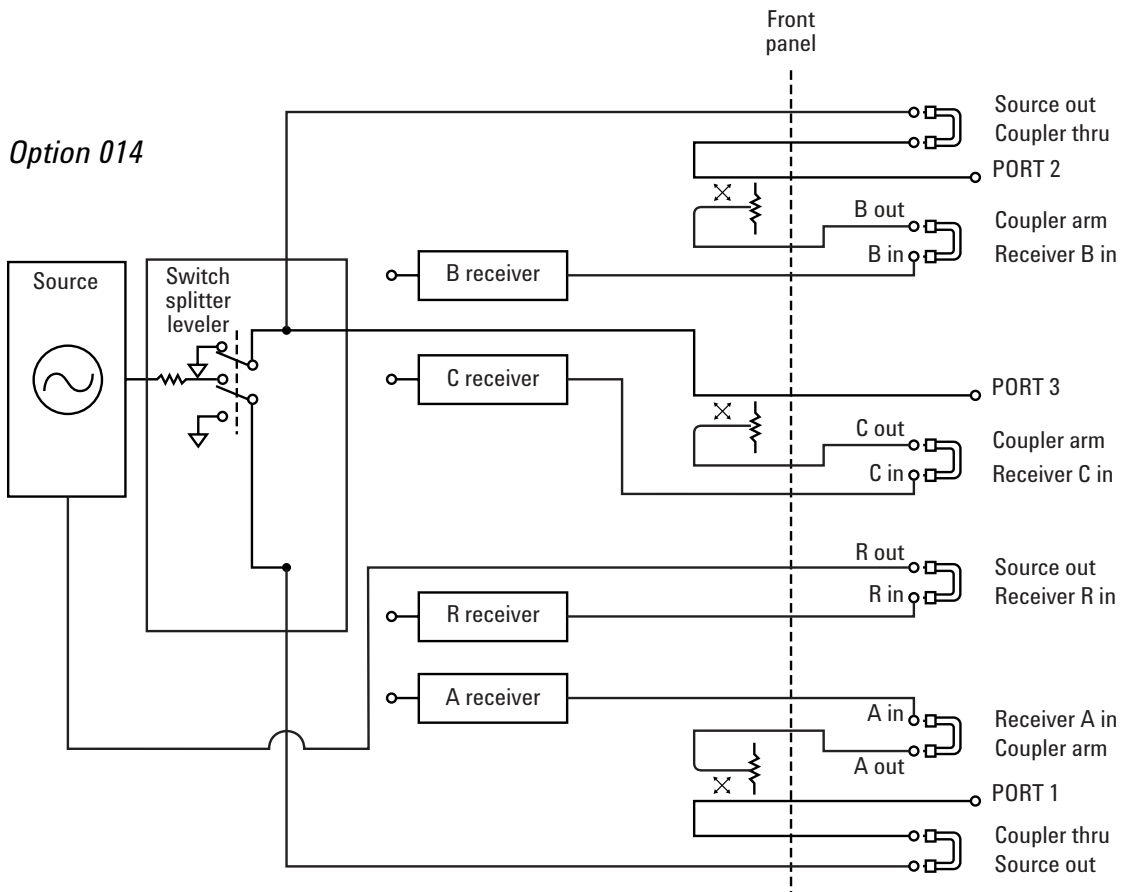 Front
panel
Option 014
Source out
Coupler thru
PORT 2
B out
Coupler arm
B in
Receiver B in
B receiver
Source
Switch
splitter
leveler
C receiver
PORT 3
C out
Coupler arm
C in
Receiver C in
R out
Source out
R in
Receiver R in
R receiver
A receiver
A in
Receiver A in
Coupler arm
A out
PORT 1
Coupler thru
Source out